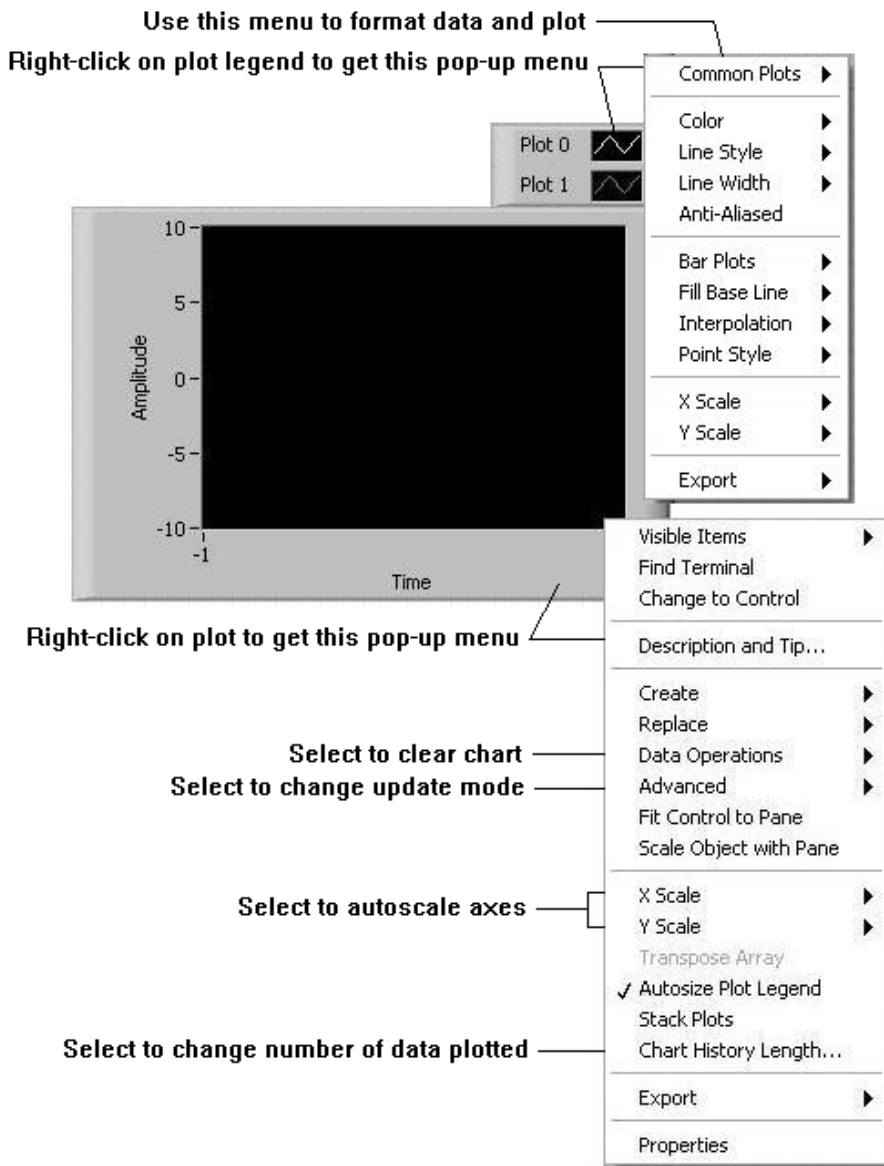 Use this menu to format data and plot
Right-click on plot legend to get this pop-up menu
Common Plots
Color
Line Style
Line Width
Anti-Aliased
Bar Plots
Fill Base Line
Interpolation
Point Style
X Scale
Y Scale
Export
Plot 0
Plot 1
10
5
0
-5
-10
-1
Amplitude
Time
Right-click on plot to get this pop-up menu
Visible Items
Find Terminal
Change to Control
Description and Tip...
Create
Replace
Select to clear chart
Data Operations
Select to change update mode
Advanced
Fit Control to Pane
Scale Object with Pane
Select to autoscale axes
X Scale
Y Scale
Transpose Array
Autosize Plot Legend
Stack Plots
Select to change number of data plotted
Chart History Length...
Export
Properties